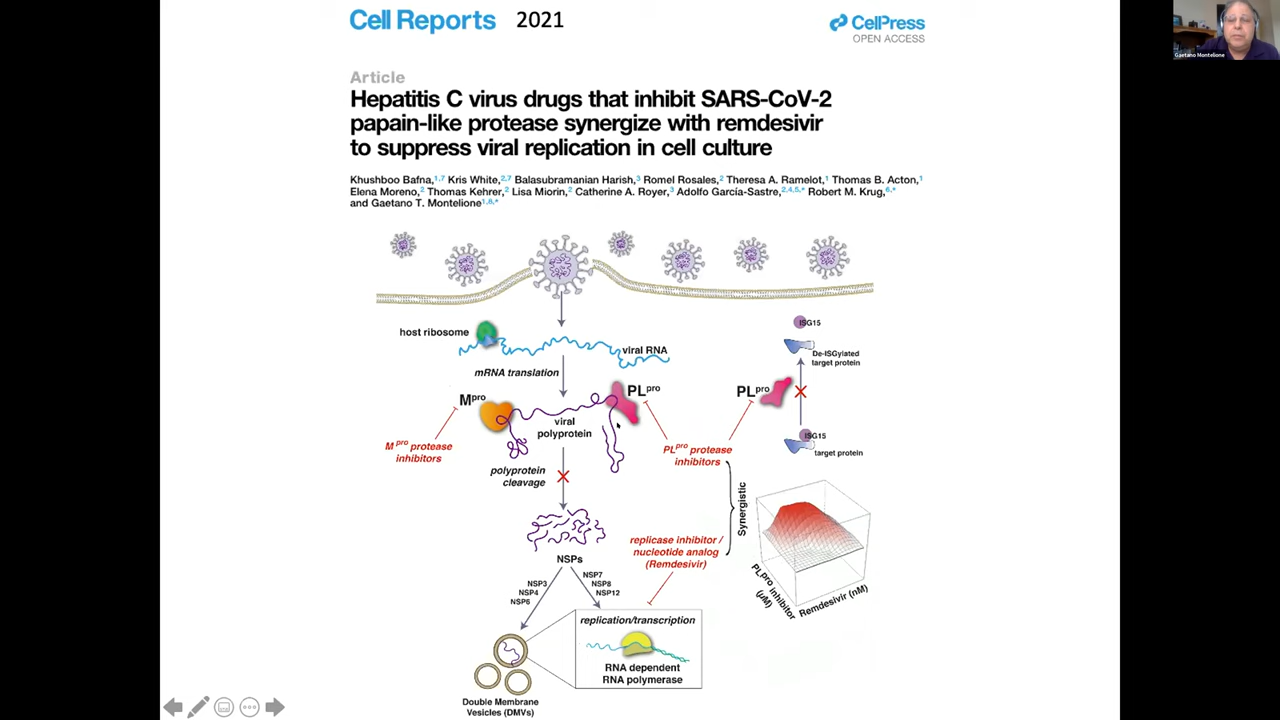 Cell Reports 2021
CellPress
OPEN ACCESS
Gaetano Montelione
Article
Hepatitis C virus drugs that inhibit SARS-CoV-2
papain-like protease synergize with remdesivir
to suppress viral replication in cell culture
Khushboo Bafna,1,7 Kris White,2,7 Balasubramanian Harish,3 Romel Rosales,2 Theresa A. Ramelot,1 Thomas B. Acton,1
Elena Moreno,2 Thomas Kehrer,2 Lisa Miorin,2 Catherine A. Royer,3 Adolfo García-Sastre,2,4,5,* Robert M. Krug,6,*
and Gaetano T. Montelione1,8,*
host ribosome
viral RNA
mRNA translation
Mpro
PLpro
viral
polyprotein
Mpro protease
inhibitors
PLpro protease
inhibitors
polyprotein
cleavage
ISG15
De-ISGylated
target protein
PLpro
ISG15
target protein
Synergistic
replicase inhibitor /
nucleotide analog
(Remdesivir)
PLpro inhibitor
(µM)
Remdesivir (nM)
NSPs
NSP3
NSP4
NSP6
NSP7
NSP8
NSP12
replication/transcription
RNA dependent
RNA polymerase
Double Membrane
Vesicles (DMVs)